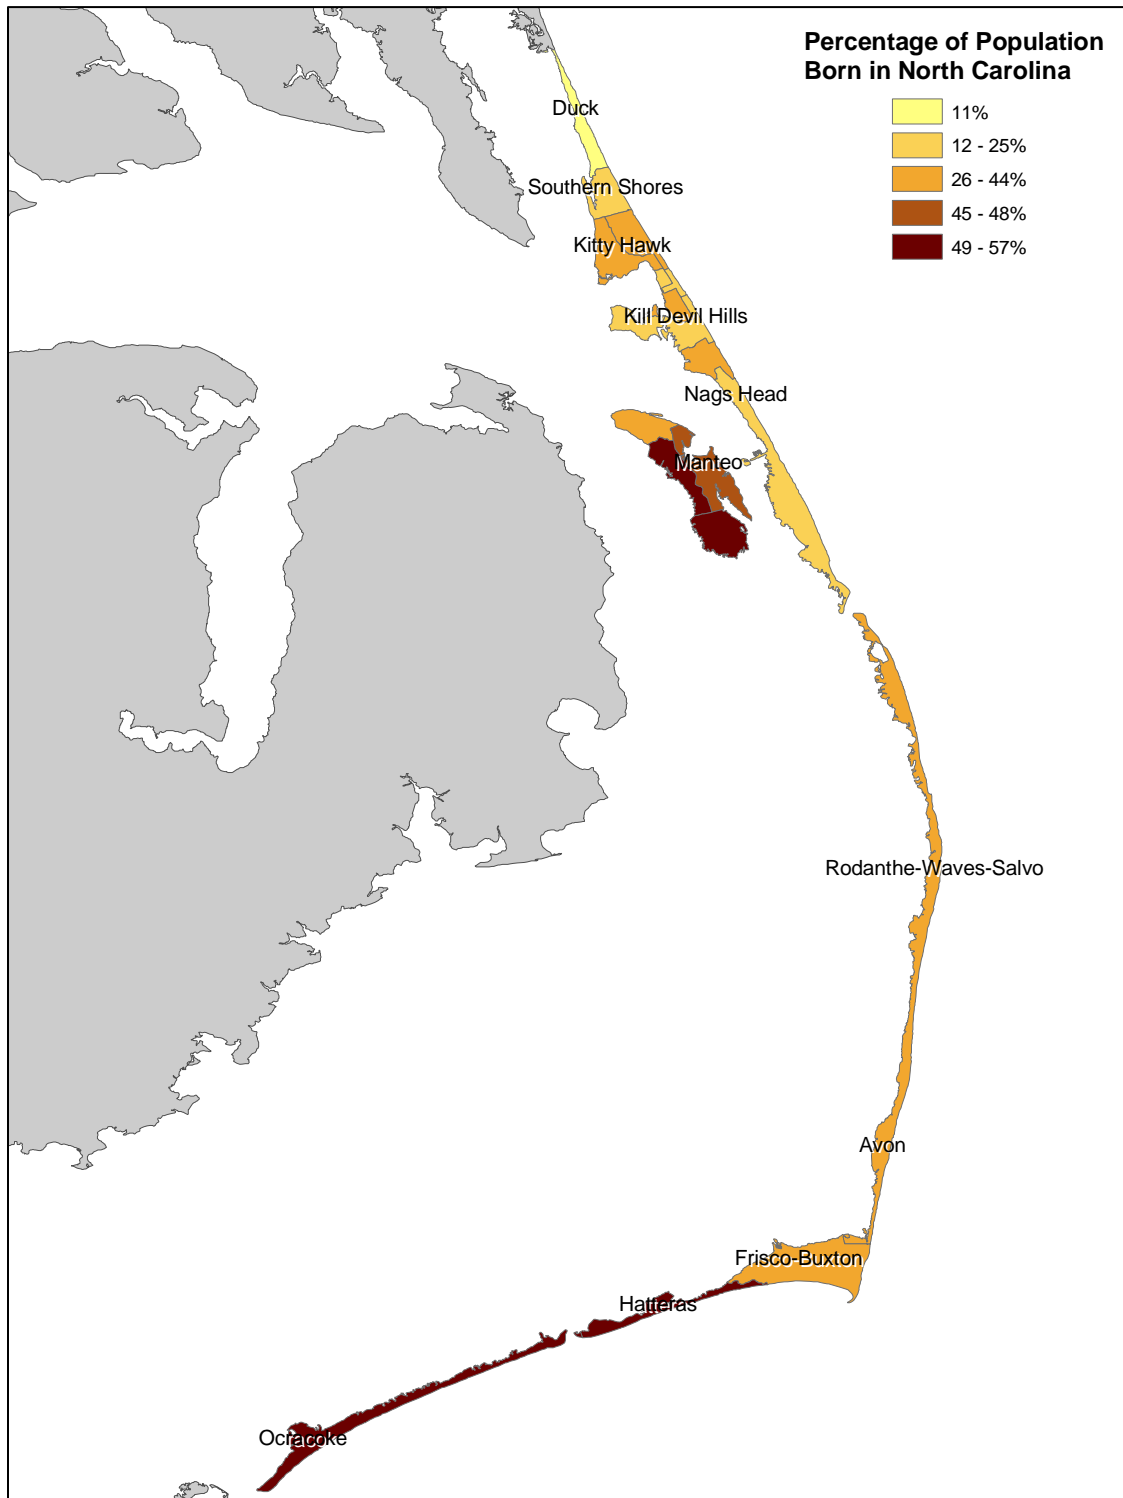 Percentage of Population
Born in North Carolina
11%
12 - 25%
26 - 44%
45 - 48%
49 - 57%
Duck
Southern Shores
Kitty Hawk
Kill Devil Hills
Nags Head
Manteo
Rodanthe-Waves-Salvo
Avon
Frisco-Buxton
Hatteras
Ocracoke